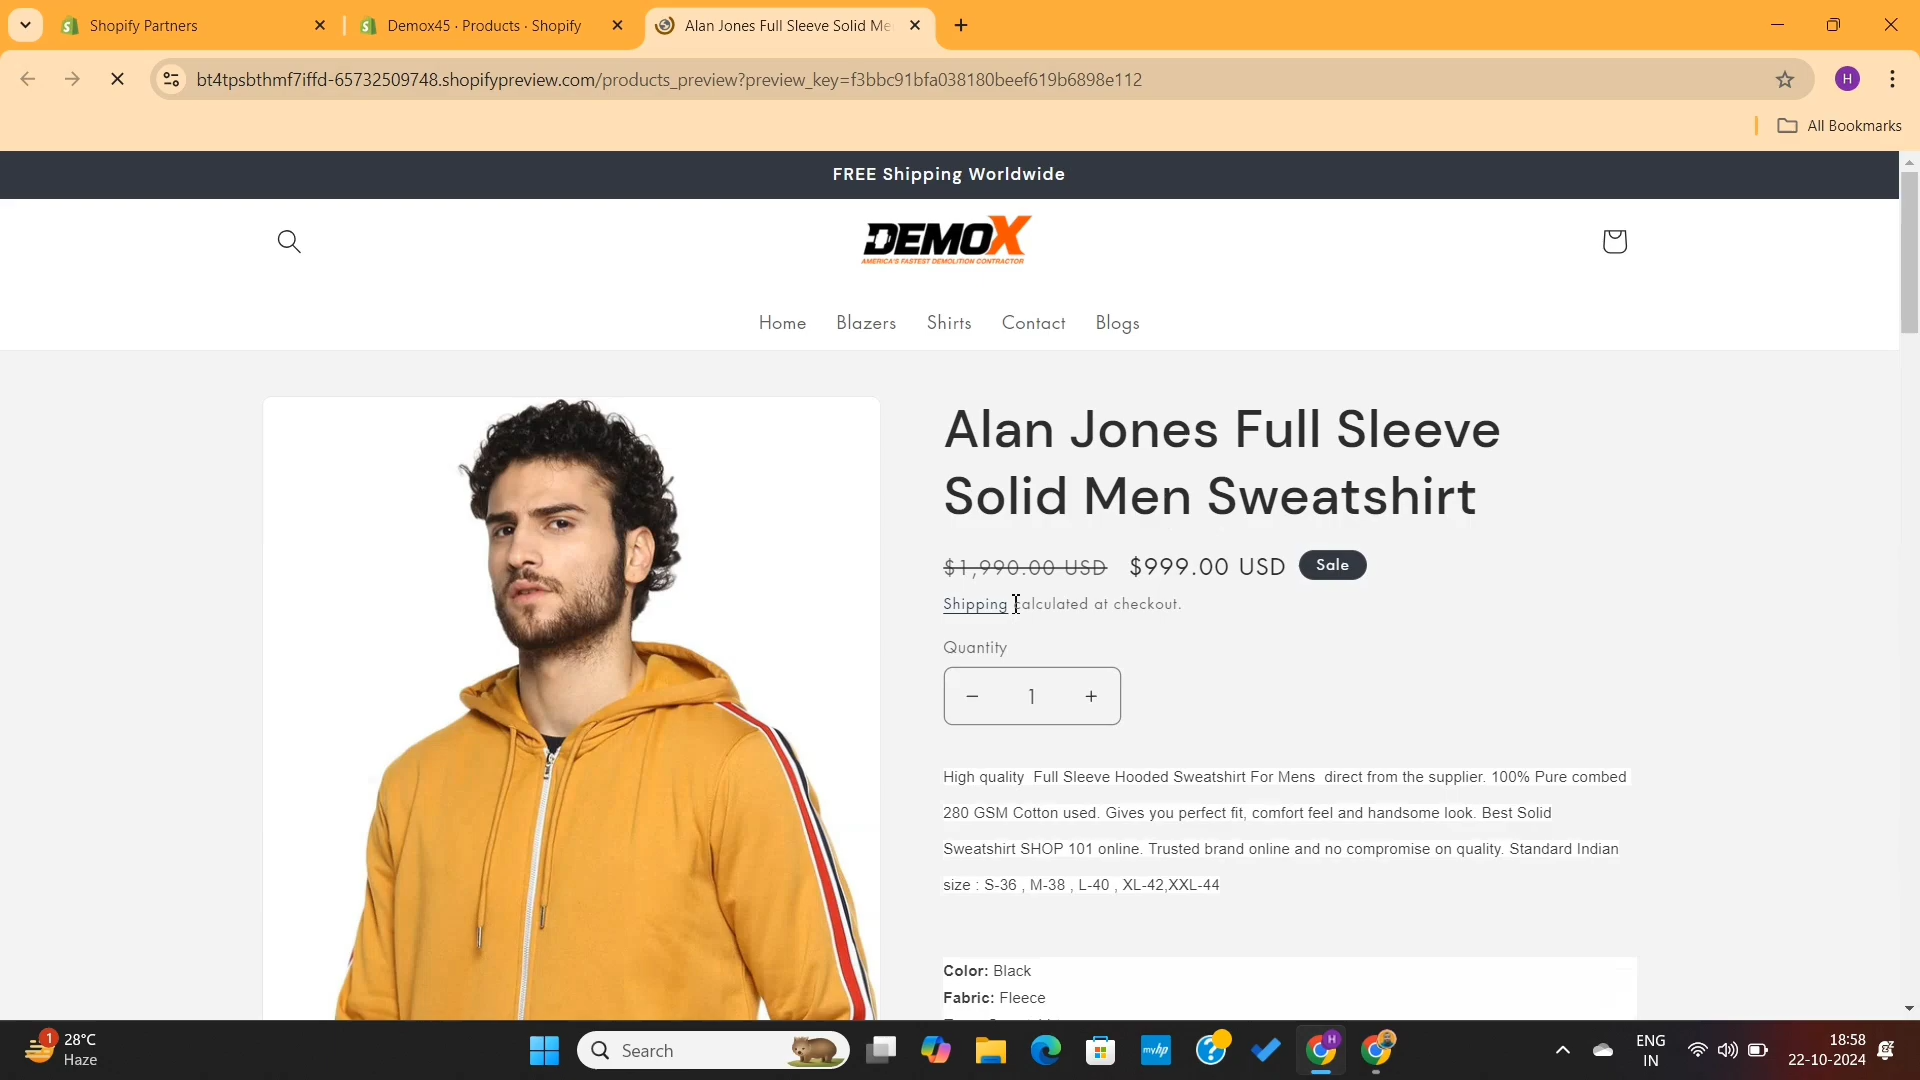 Shopify Partners
Demox45 · Products · Shopify
Alan Jones Full Sleeve Solid Me
bt4tpsbthmf7iffd-65732509748.shopifypreview.com/products_preview?preview_key=f3bbc91bfa038180beef619b6898e112
H
All Bookmarks
FREE Shipping Worldwide
DEMOX
AMERICA'S FASTEST DEMOLITION CONTRACTOR
Home Blazers Shirts Contact Blogs
Alan Jones Full Sleeve
Solid Men Sweatshirt
$1,990.00 USD $999.00 USD Sale
Shipping calculated at checkout.
Quantity
1
High quality Full Sleeve Hooded Sweatshirt For Mens direct from the supplier. 100% Pure combed
280 GSM Cotton used. Gives you perfect fit, comfort feel and handsome look. Best Solid
Sweatshirt SHOP 101 online. Trusted brand online and no compromise on quality. Standard Indian
size : S-36 , M-38 , L-40 , XL-42,XXL-44
Color: Black
Fabric: Fleece
1
28°C
Haze
Search
myhp
H
ENG
IN
18:58
22-10-2024